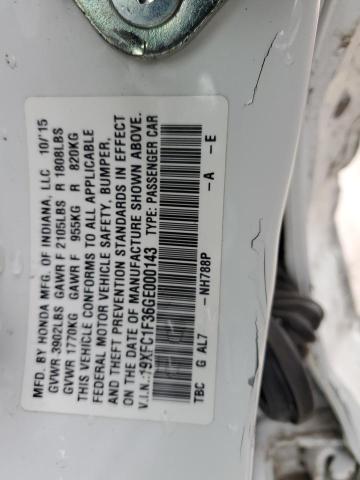 MFD. BY HONDA MFG. OF INDIANA, LLC 10/15
GVWR 3902LBS GAWR F 2105LBS R 1808LBS
GVWR 1770KG GAWR F 955KG R 820KG
THIS VEHICLE CONFORMS TO ALL APPLICABLE
FEDERAL MOTOR VEHICLE SAFETY, BUMPER,
AND THEFT PREVENTION STANDARDS IN EFFECT
ON THE DATE OF MANUFACTURE SHOWN ABOVE.
V.I.N.:19XFC1F36GE000143 TYPE: PASSENGER CAR
NH788P -A -E
TBC G AL7